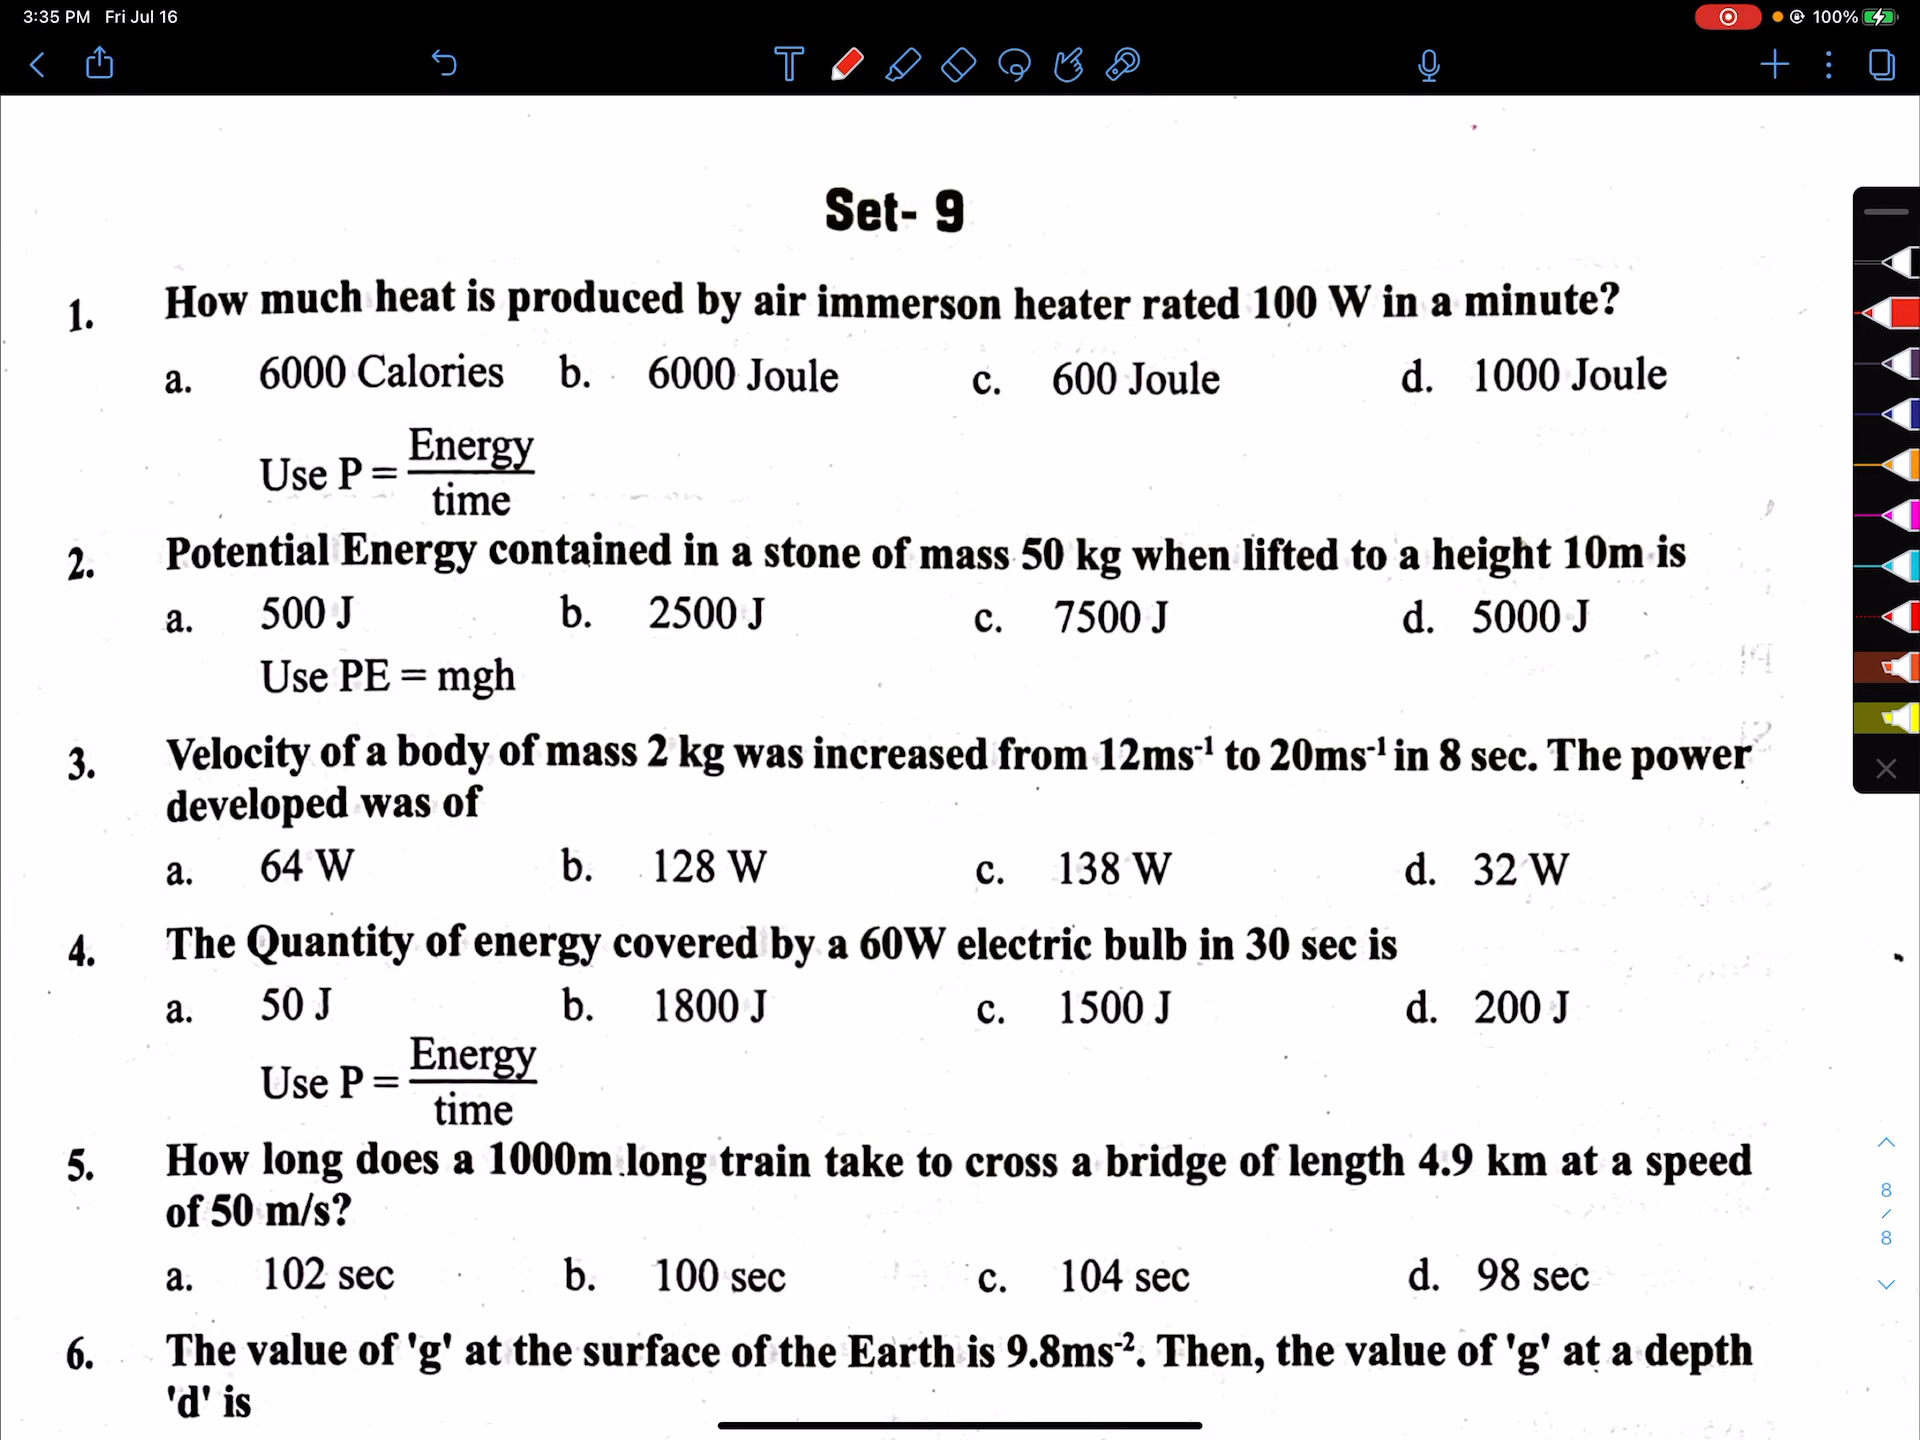 3:35 PM Fri Jul 16
100%
Set- 9
1. How much heat is produced by air immerson heater rated 100 W in a minute?
a. 6000 Calories b. 6000 Joule c. 600 Joule d. 1000 Joule
Use P = Energy
time
2. Potential Energy contained in a stone of mass 50 kg when lifted to a height 10m is
a. 500 J b. 2500 J c. 7500 J d. 5000 J
Use PE = mgh
3. Velocity of a body of mass 2 kg was increased from 12ms⁻¹ to 20ms⁻¹ in 8 sec. The power
developed was of
a. 64 W b. 128 W c. 138 W d. 32 W
4. The Quantity of energy covered by a 60W electric bulb in 30 sec is
a. 50 J b. 1800 J c. 1500 J d. 200 J
Use P = Energy
time
5. How long does a 1000m long train take to cross a bridge of length 4.9 km at a speed
of 50 m/s?
a. 102 sec b. 100 sec c. 104 sec d. 98 sec
6. The value of 'g' at the surface of the Earth is 9.8ms⁻². Then, the value of 'g' at a depth
'd' is
8
/
8